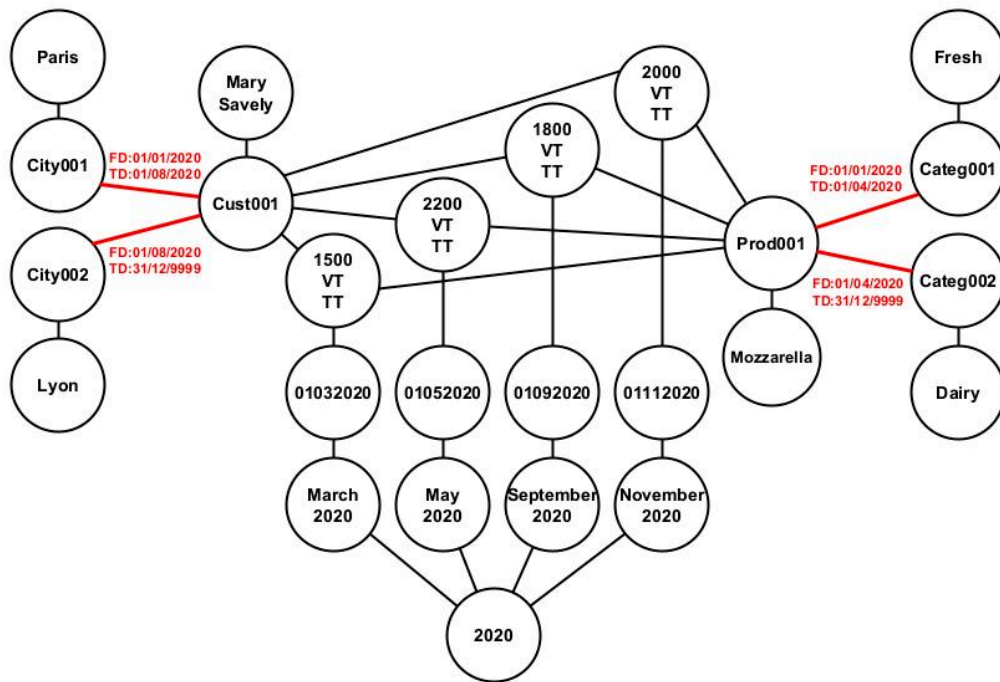 Paris
Mary
Savely
2000
VT
TT
Fresh
1800
VT
TT
City001
FD:01/01/2020
TD:01/08/2020
Cust001
2200
VT
TT
FD:01/01/2020
TD:01/04/2020
Categ001
Prod001
City002
FD:01/08/2020
TD:31/12/9999
1500
VT
TT
FD:01/04/2020
TD:31/12/9999
Categ002
Mozzarella
Lyon
01032020
01052020
01092020
01112020
Dairy
March
2020
May
2020
September
2020
November
2020
2020